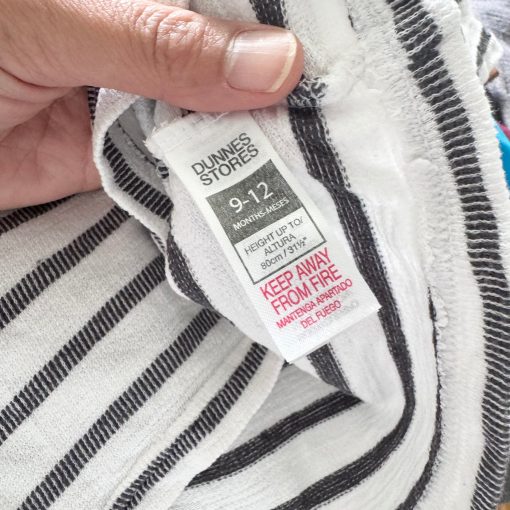 DUNNES
STORES
9-12
MONTHS-MESES
HEIGHT UP TO/
ALTURA
80cm / 31½"
KEEP AWAY
FROM FIRE
MANTENGA APARTADO
DEL FUEGO